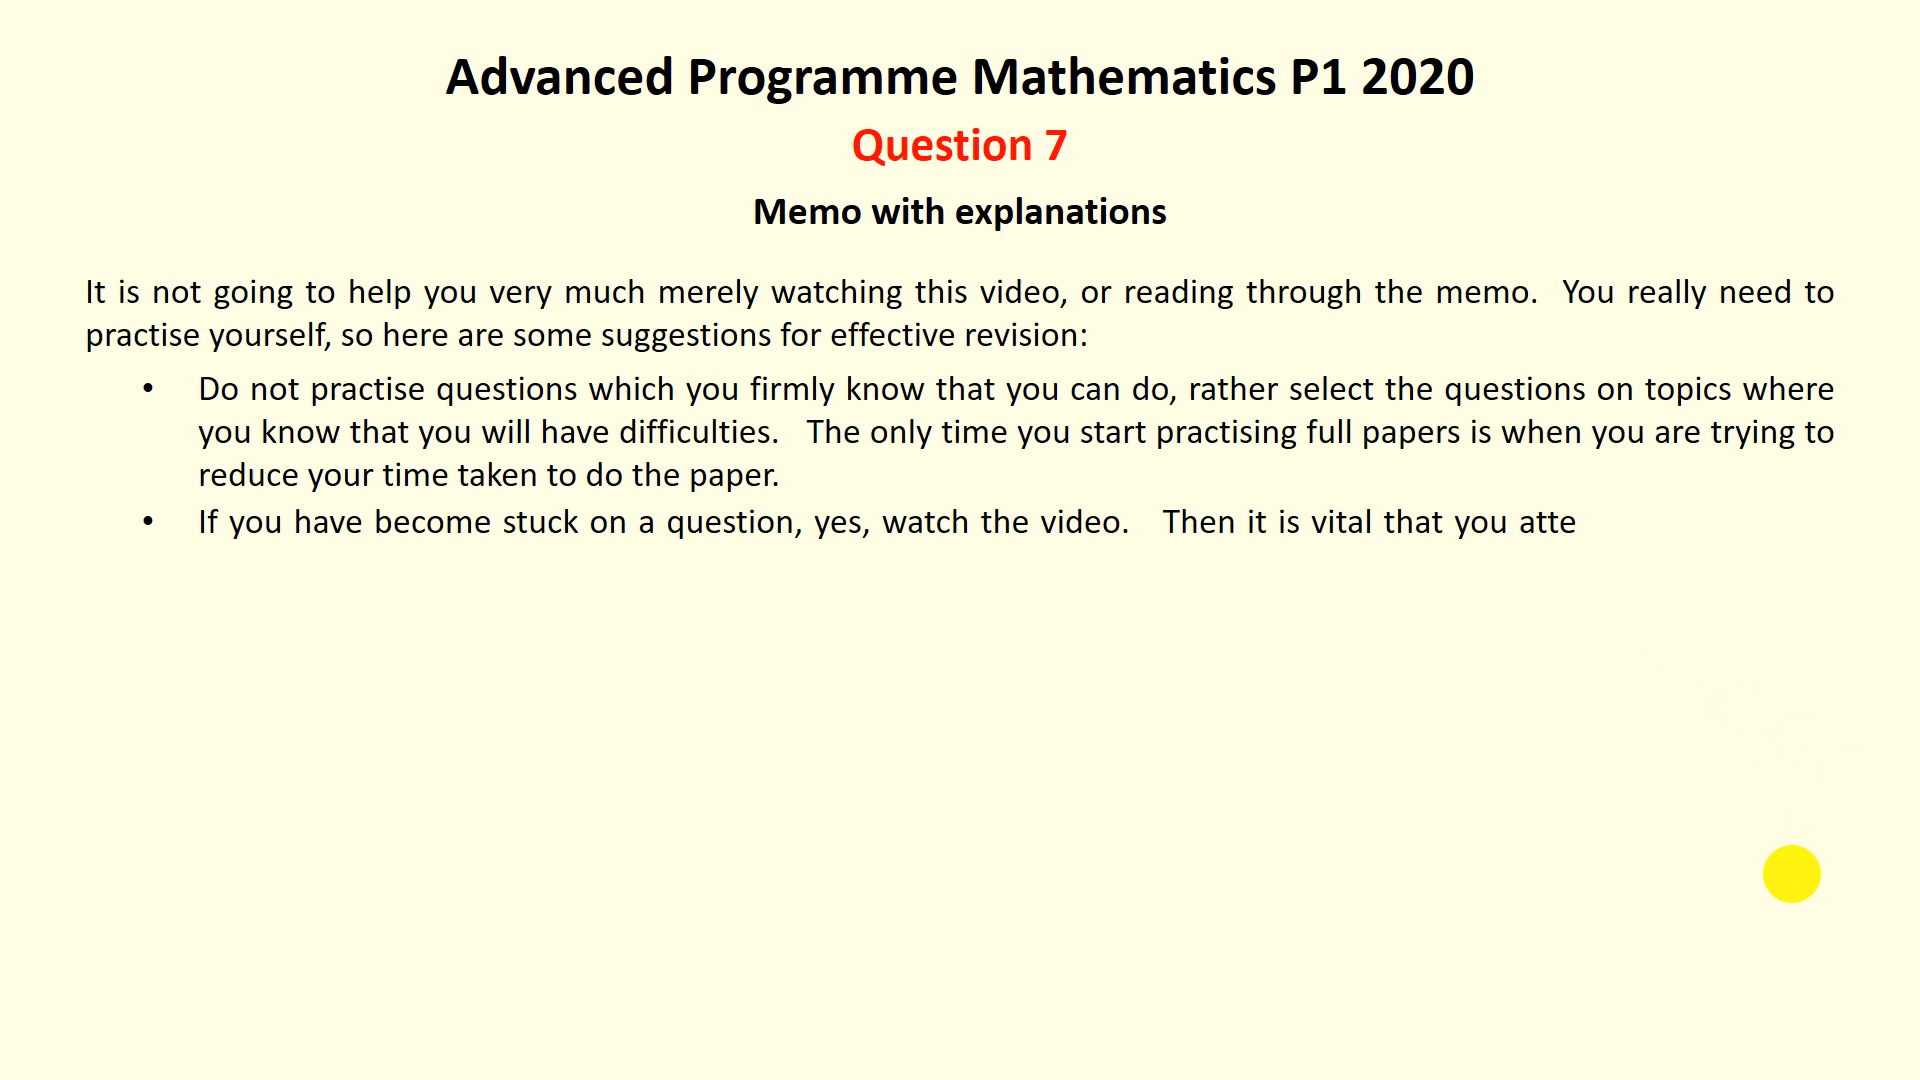 Advanced Programme Mathematics P1 2020
Question 7
Memo with explanations
It is not going to help you very much merely watching this video, or reading through the memo.  You really need to
practise yourself, so here are some suggestions for effective revision:
• Do not practise questions which you firmly know that you can do, rather select the questions on topics where
you know that you will have difficulties.   The only time you start practising full papers is when you are trying to
reduce your time taken to do the paper.
• If you have become stuck on a question, yes, watch the video.   Then it is vital that you atte